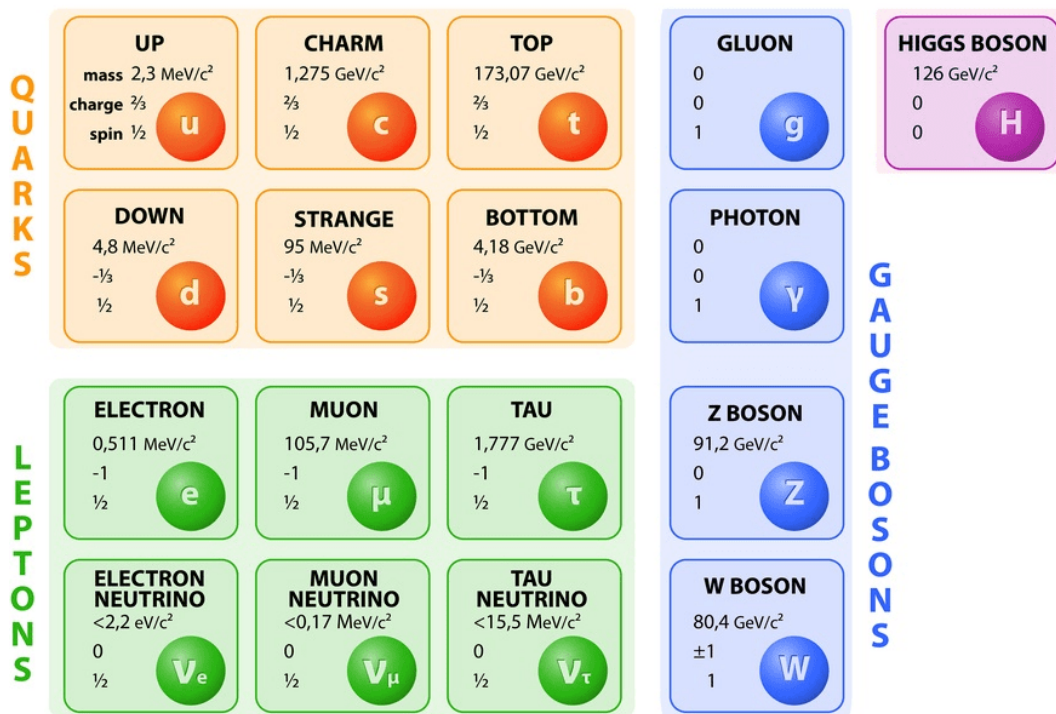 QUARKS
UP
mass 2,3 MeV/c²
charge ⅔
spin ½
u
CHARM
1,275 GeV/c²
⅔
½
c
TOP
173,07 GeV/c²
⅔
½
t
DOWN
4,8 MeV/c²
-⅓
½
d
STRANGE
95 MeV/c²
-⅓
½
s
BOTTOM
4,18 GeV/c²
-⅓
½
b
LEPTONS
ELECTRON
0,511 MeV/c²
-1
½
e
MUON
105,7 MeV/c²
-1
½
μ
TAU
1,777 GeV/c²
-1
½
τ
ELECTRON
NEUTRINO
<2,2 eV/c²
0
½
νe
MUON
NEUTRINO
<0,17 MeV/c²
0
½
νμ
TAU
NEUTRINO
<15,5 MeV/c²
0
½
ντ
GAUGE BOSONS
GLUON
0
0
1
g
PHOTON
0
0
1
γ
Z BOSON
91,2 GeV/c²
0
1
Z
W BOSON
80,4 GeV/c²
±1
1
W
HIGGS BOSON
126 GeV/c²
0
0
H